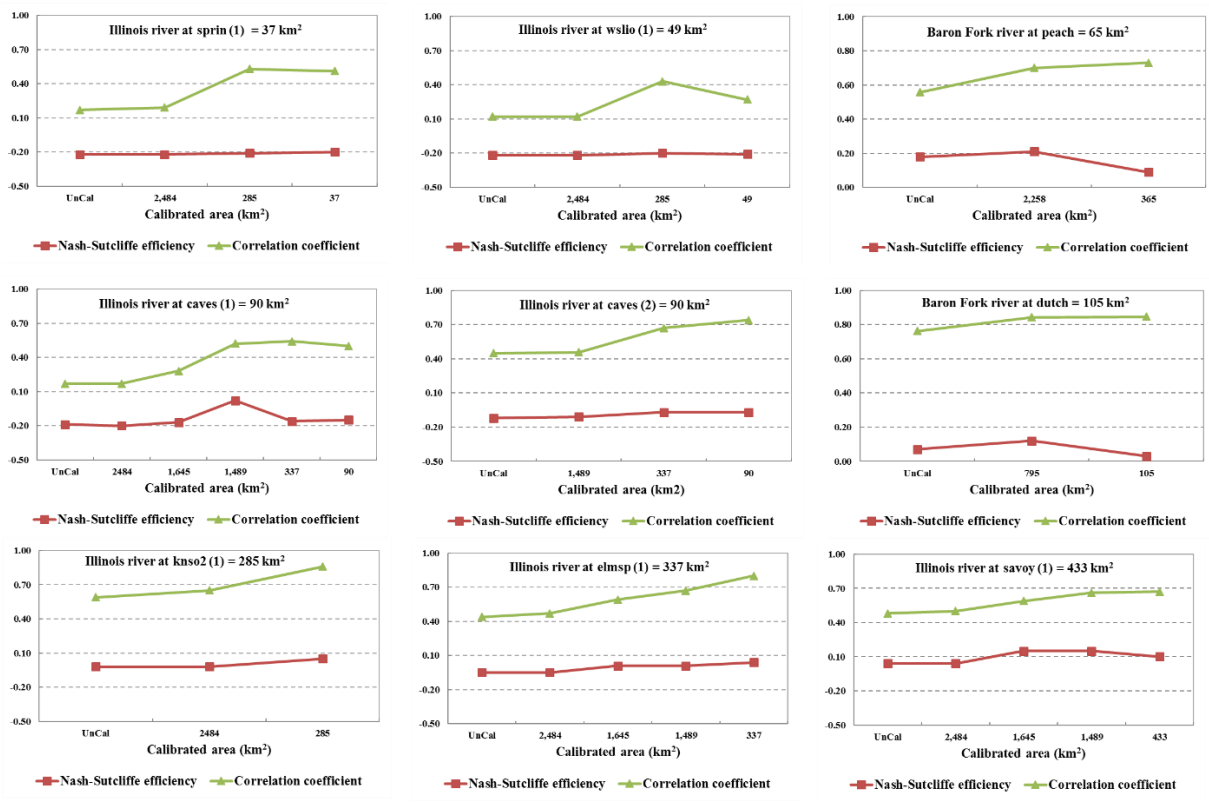 Illinois river at sprin (1) = 37 km²
1.00
0.70
0.40
0.10
-0.20
-0.50
UnCal 2,484 285 37
Calibrated area (km²)
Nash-Sutcliffe efficiency Correlation coefficient
Illinois river at wslio (1) = 49 km²
1.00
0.70
0.40
0.10
-0.20
-0.50
UnCal 2,484 285 49
Calibrated area (km²)
Nash-Sutcliffe efficiency Correlation coefficient
Baron Fork river at peach = 65 km²
1.00
0.80
0.60
0.40
0.20
0.00
UnCal 2,258 365
Calibrated area (km²)
Nash-Sutcliffe efficiency Correlation coefficient
Illinois river at caves (1) = 90 km²
1.00
0.70
0.40
0.10
-0.20
-0.50
UnCal 2484 1,645 1,489 337 90
Calibrated area (km²)
Nash-Sutcliffe efficiency Correlation coefficient
Illinois river at caves (2) = 90 km²
1.00
0.70
0.40
0.10
-0.20
-0.50
UnCal 1,489 337 90
Calibrated area (km2)
Nash-Sutcliffe efficiency Correlation coefficient
Baron Fork river at dutch = 105 km²
1.00
0.80
0.60
0.40
0.20
0.00
UnCal 795 105
Calibrated area (km²)
Nash-Sutcliffe efficiency Correlation coefficient
Illinois river at knso2 (1) = 285 km²
1.00
0.70
0.40
0.10
-0.20
-0.50
UnCal 2484 285
Calibrated area (km²)
Nash-Sutcliffe efficiency Correlation coefficient
Illinois river at elmsp (1) = 337 km²
1.00
0.70
0.40
0.10
-0.20
-0.50
UnCal 2,484 1,645 1,489 337
Calibrated area (km²)
Nash-Sutcliffe efficiency Correlation coefficient
Illinois river at savoy (1) = 433 km²
1.00
0.70
0.40
0.10
-0.20
-0.50
UnCal 2,484 1,645 1,489 433
Calibrated area (km²)
Nash-Sutcliffe efficiency Correlation coefficient